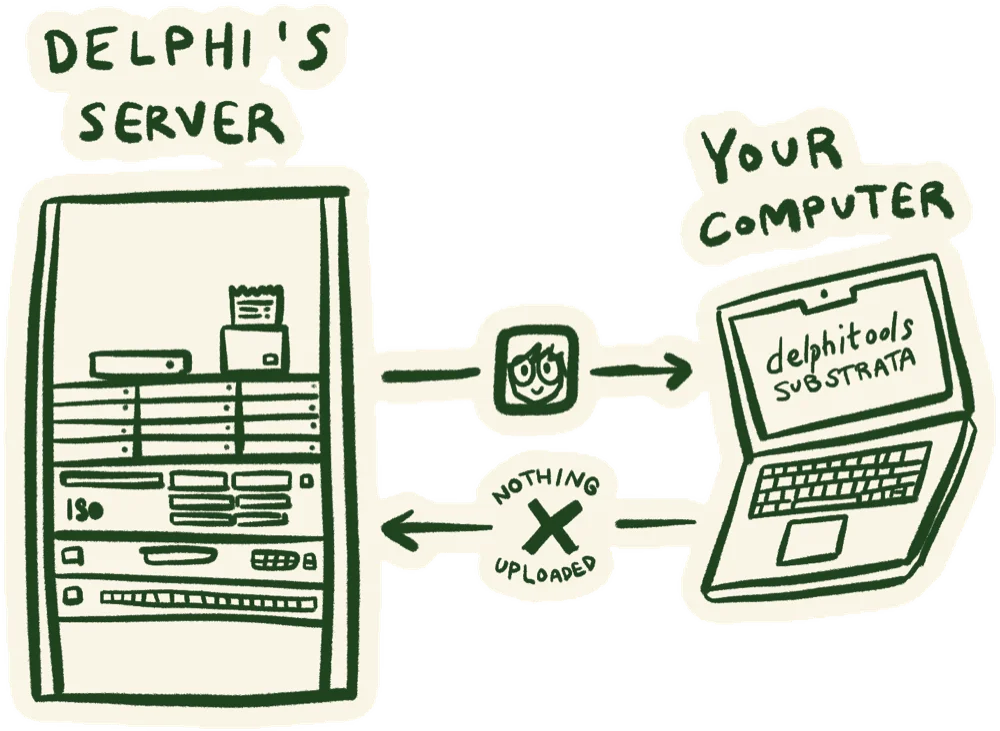 DELPHI'S
SERVER
YOUR
COMPUTER
delphitools
SUBSTRATA
NOTHING
UPLOADED
ISO